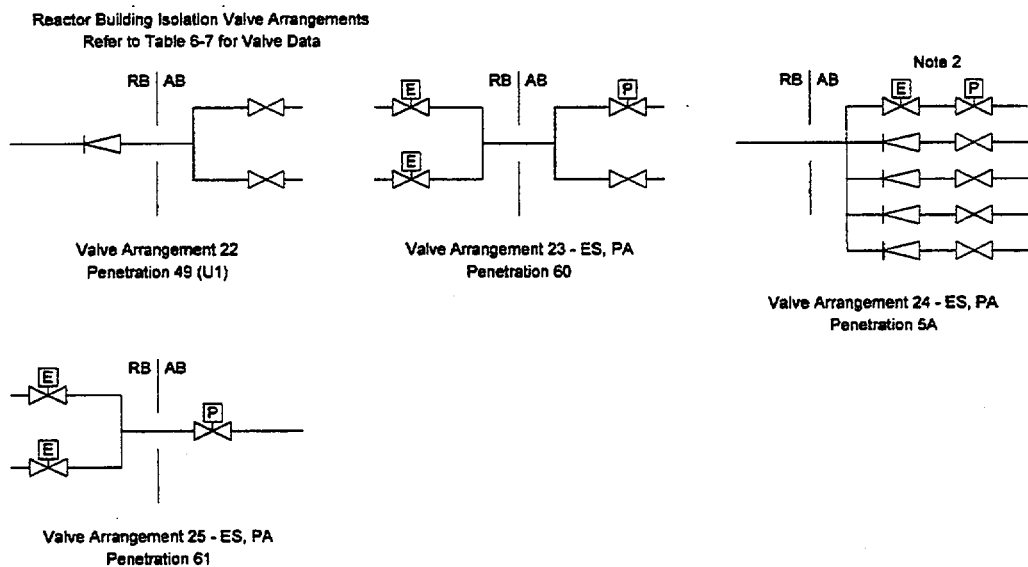 Reactor Building Isolation Valve Arrangements
Refer to Table 6-7 for Valve Data
RB AB
Valve Arrangement 22
Penetration 49 (U1)
E
E
RB AB
P
Valve Arrangement 23 - ES, PA
Penetration 60
RB AB
Note 2
E
P
Valve Arrangement 24 - ES, PA
Penetration 5A
E
E
RB AB
P
Valve Arrangement 25 - ES, PA
Penetration 61